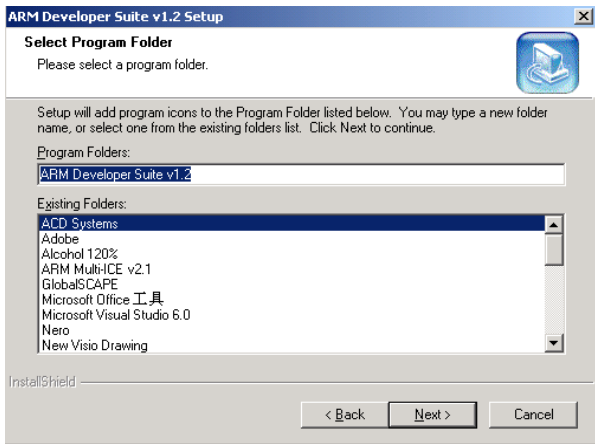 ARM Developer Suite v1.2 Setup
Select Program Folder
Please select a program folder.
Setup will add program icons to the Program Folder listed below. You may type a new folder
name, or select one from the existing folders list. Click Next to continue.
Program Folders:
ARM Developer Suite v1.2
Existing Folders:
ACD Systems
Adobe
Alcohol 120%
ARM Multi-ICE v2.1
GlobalSCAPE
Microsoft Office 工具
Microsoft Visual Studio 6.0
Nero
New Visio Drawing
InstallShield
< Back Next > Cancel